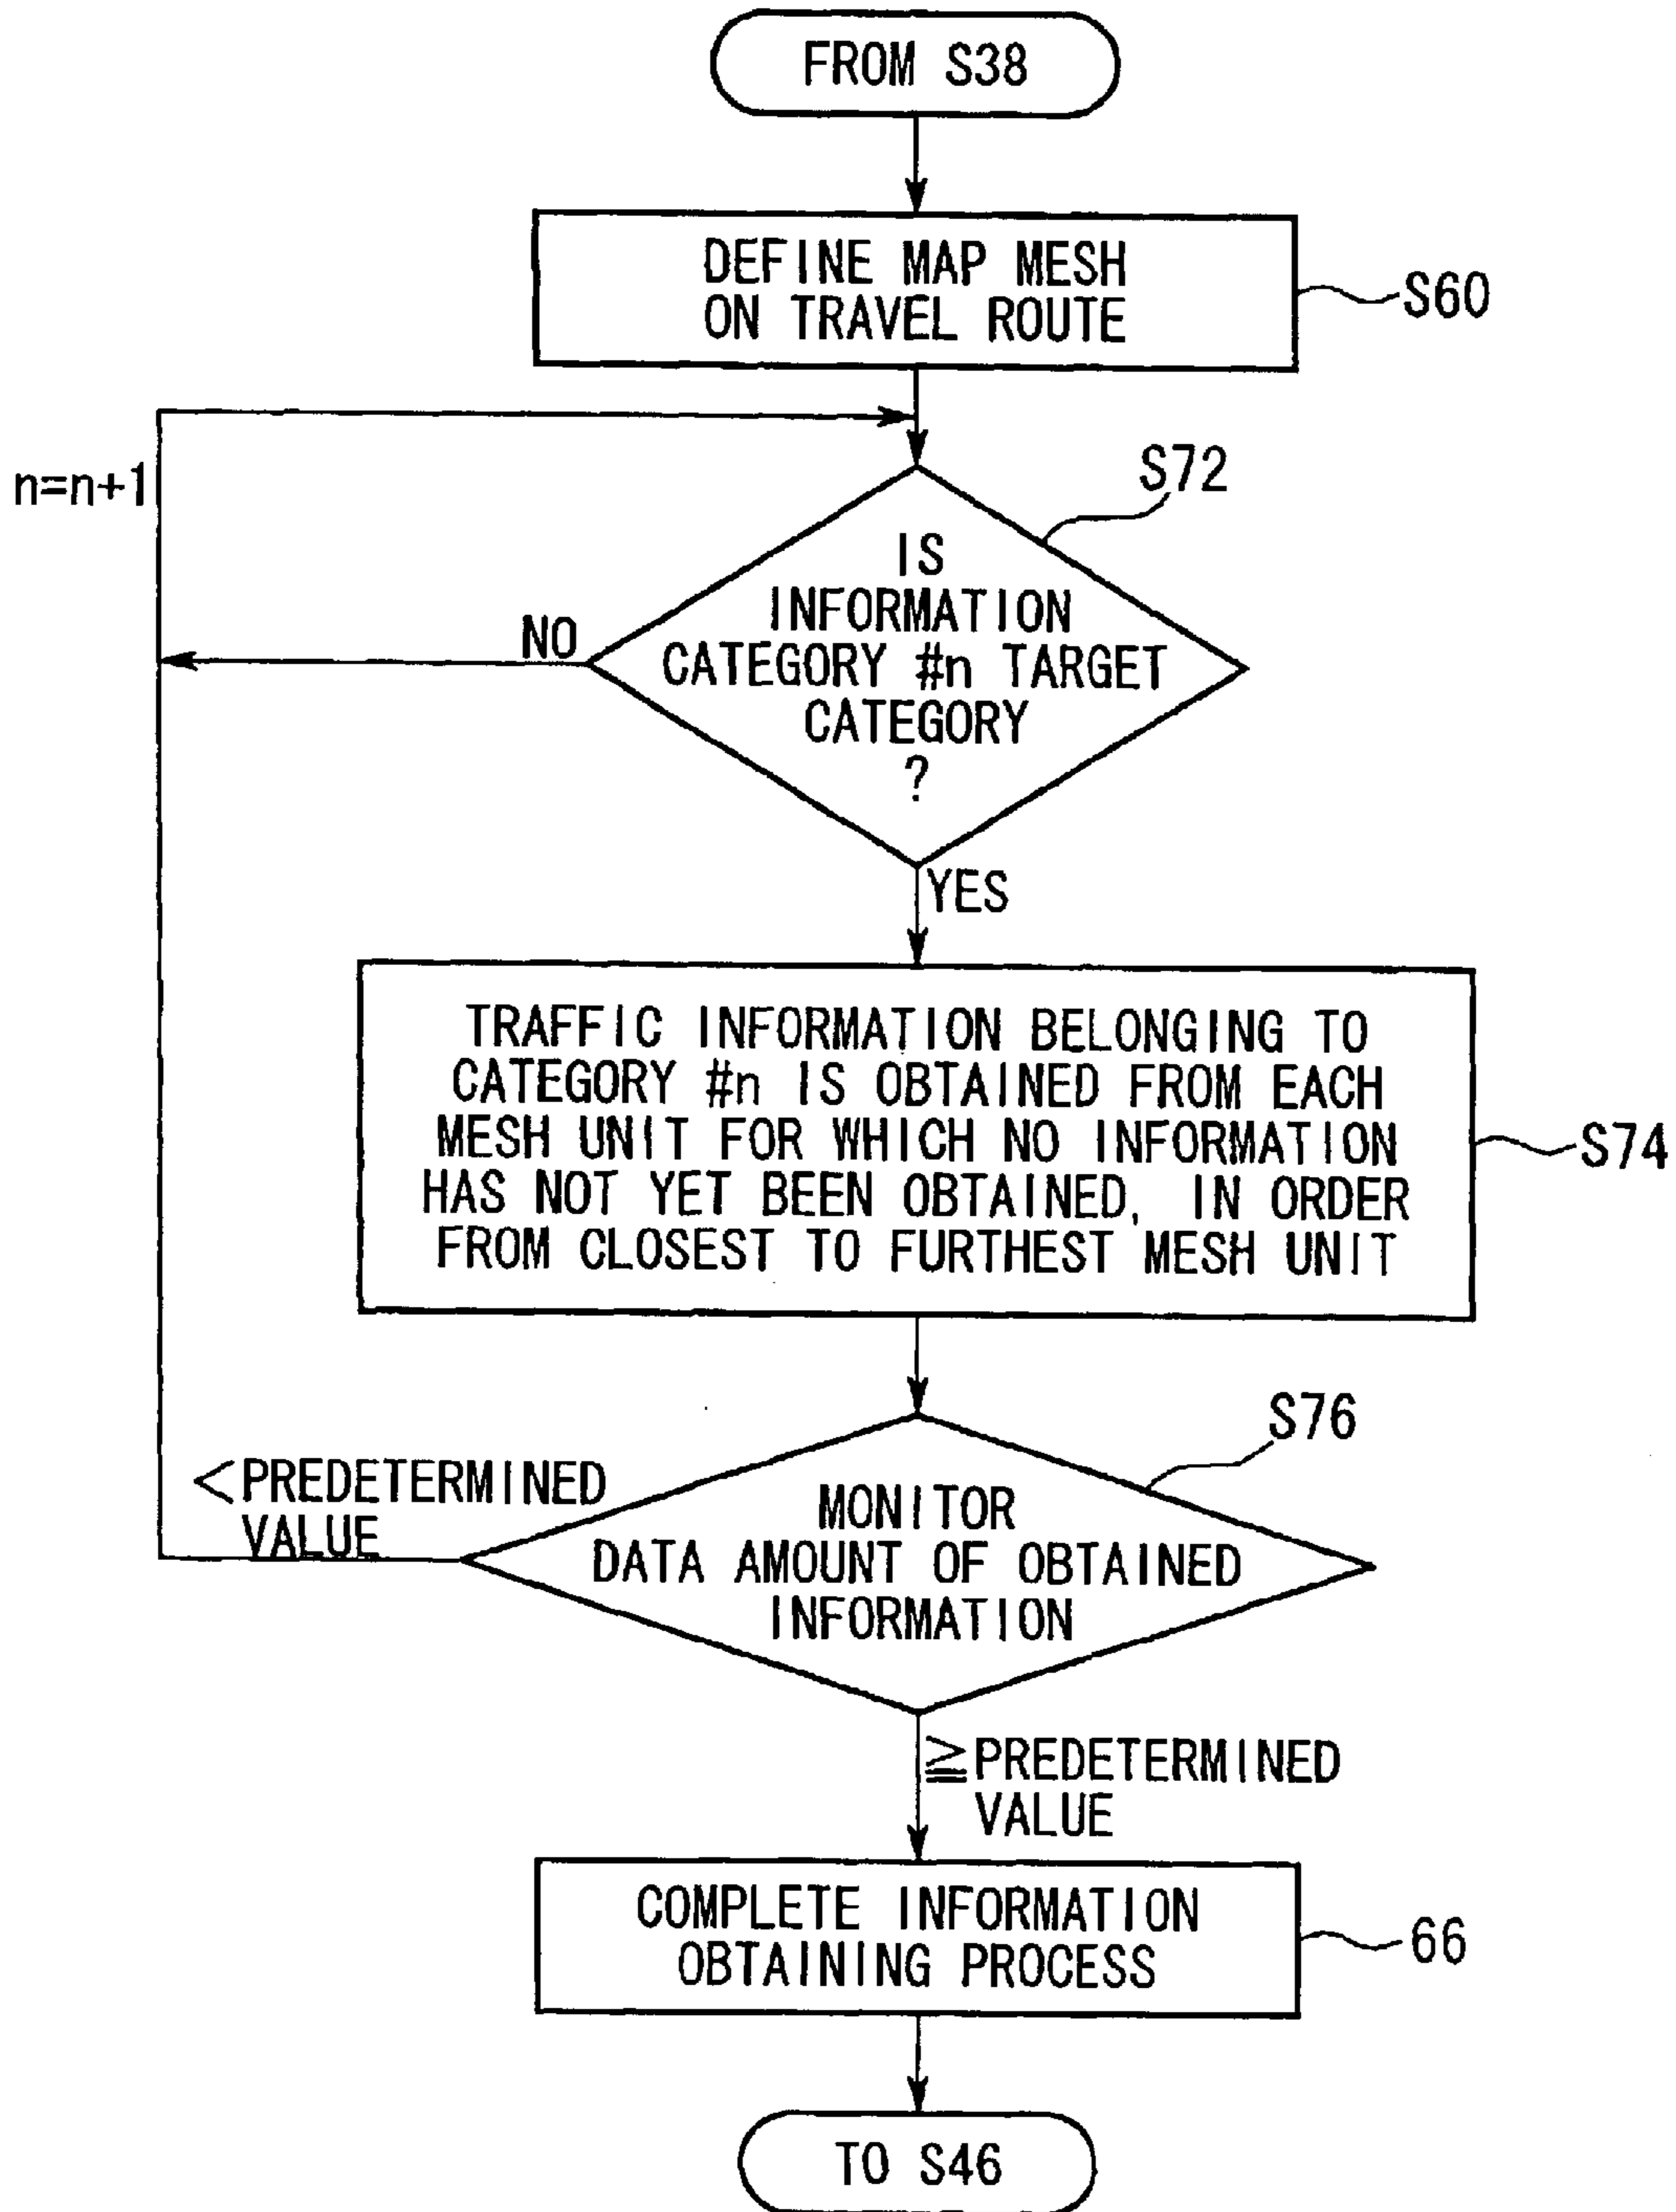 FROM S38
DEFINE MAP MESH
ON TRAVEL ROUTE
S60
n=n+1
S72
IS
INFORMATION
CATEGORY #n TARGET
CATEGORY
?
NO
YES
TRAFFIC INFORMATION BELONGING TO
CATEGORY #n IS OBTAINED FROM EACH
MESH UNIT FOR WHICH NO INFORMATION
HAS NOT YET BEEN OBTAINED, IN ORDER
FROM CLOSEST TO FURTHEST MESH UNIT
S74
S76
<PREDETERMINED
VALUE
MONITOR
DATA AMOUNT OF OBTAINED
INFORMATION
≧PREDETERMINED
VALUE
COMPLETE INFORMATION
OBTAINING PROCESS
66
TO S46